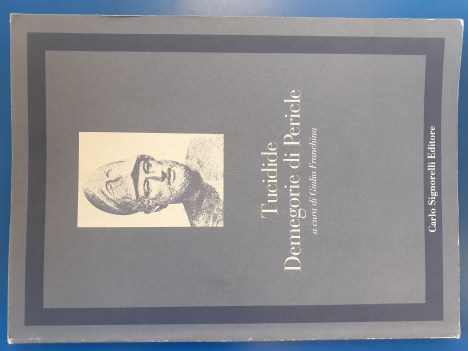 Tucidide
Demegorie di Pericle
a cura di Giulia Franchina
Carlo Signorelli Editore